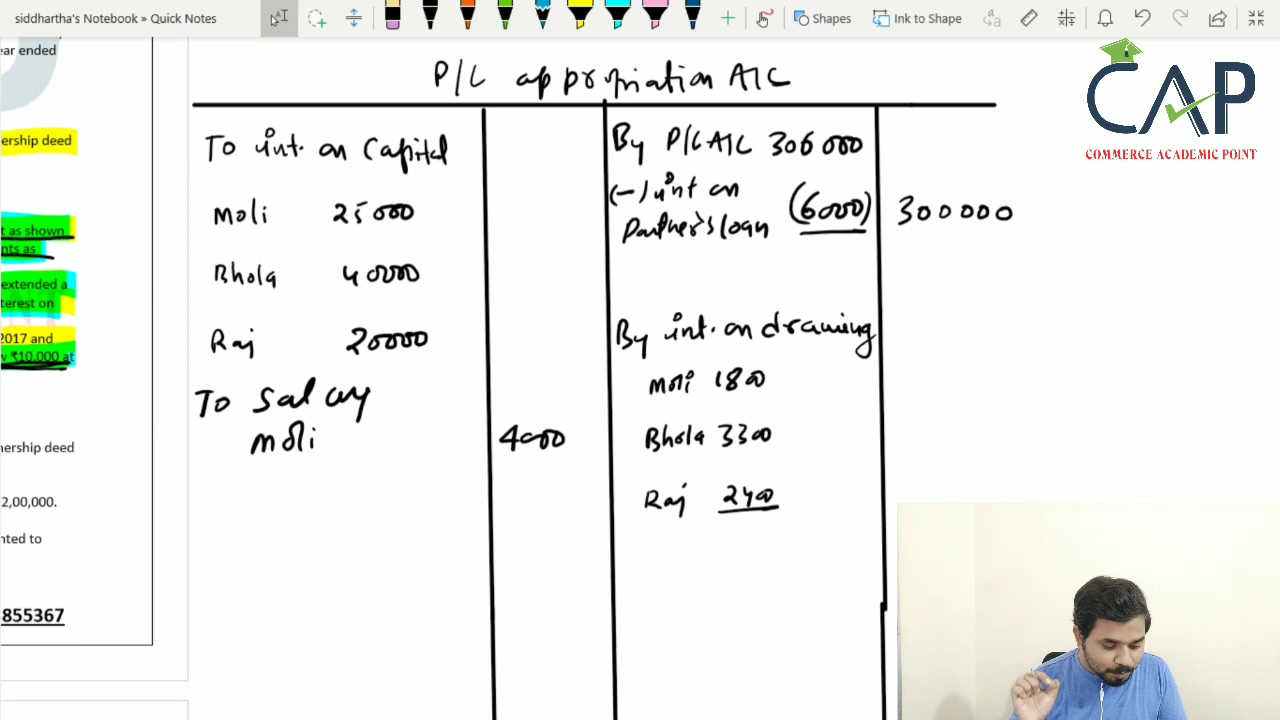 siddhartha's Notebook » Quick Notes
Shapes
Ink to Shape
ear ended
ership deed
t as shown
nts as
extended a
terest on
2017 and
w ₹10,000 at
nership deed
2,00,000.
nted to
855367
CAP
COMMERCE ACADEMIC POINT
P/L appropriation A/C
To int. on Capital
Moli 25000
Bhola 40000
Raj 20000
To Salary
Moli 4000
By P/L A/C 306000
(-) int on
Partner's loan (6000) 300000
By int. on drawing
Moli 1800
Bhola 3300
Raj 2400